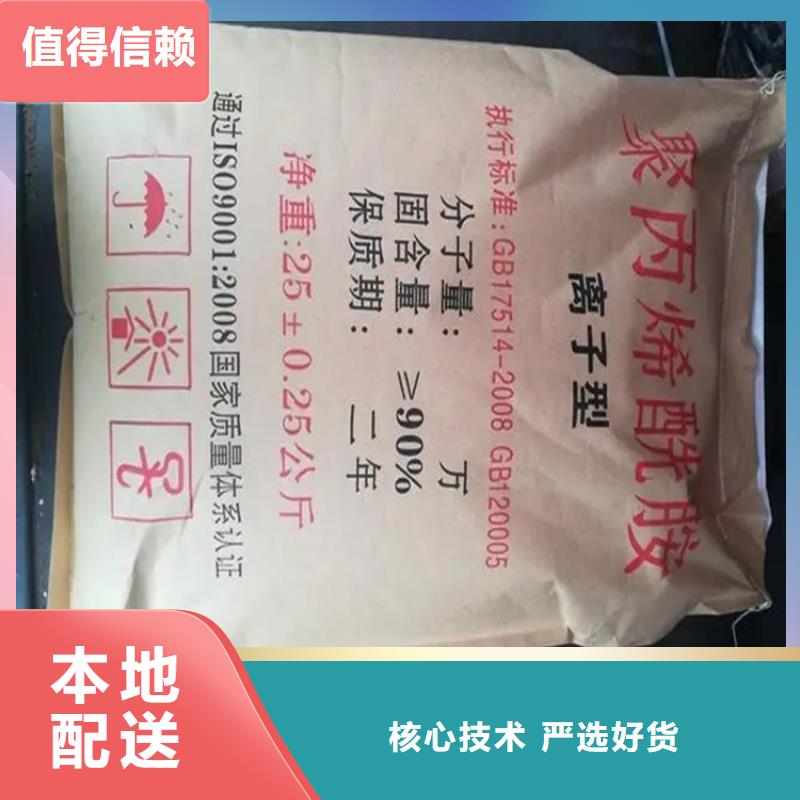 值得信赖
聚丙烯酰胺
离子型
执行标准:GB17514-2008 GB120005
分子量: 万
固含量: ≥90%
保质期: 二年
净重:25±0.25公斤
通过ISO9001:2008国家质量体系认证
本地
配送
核心技术 严选好货